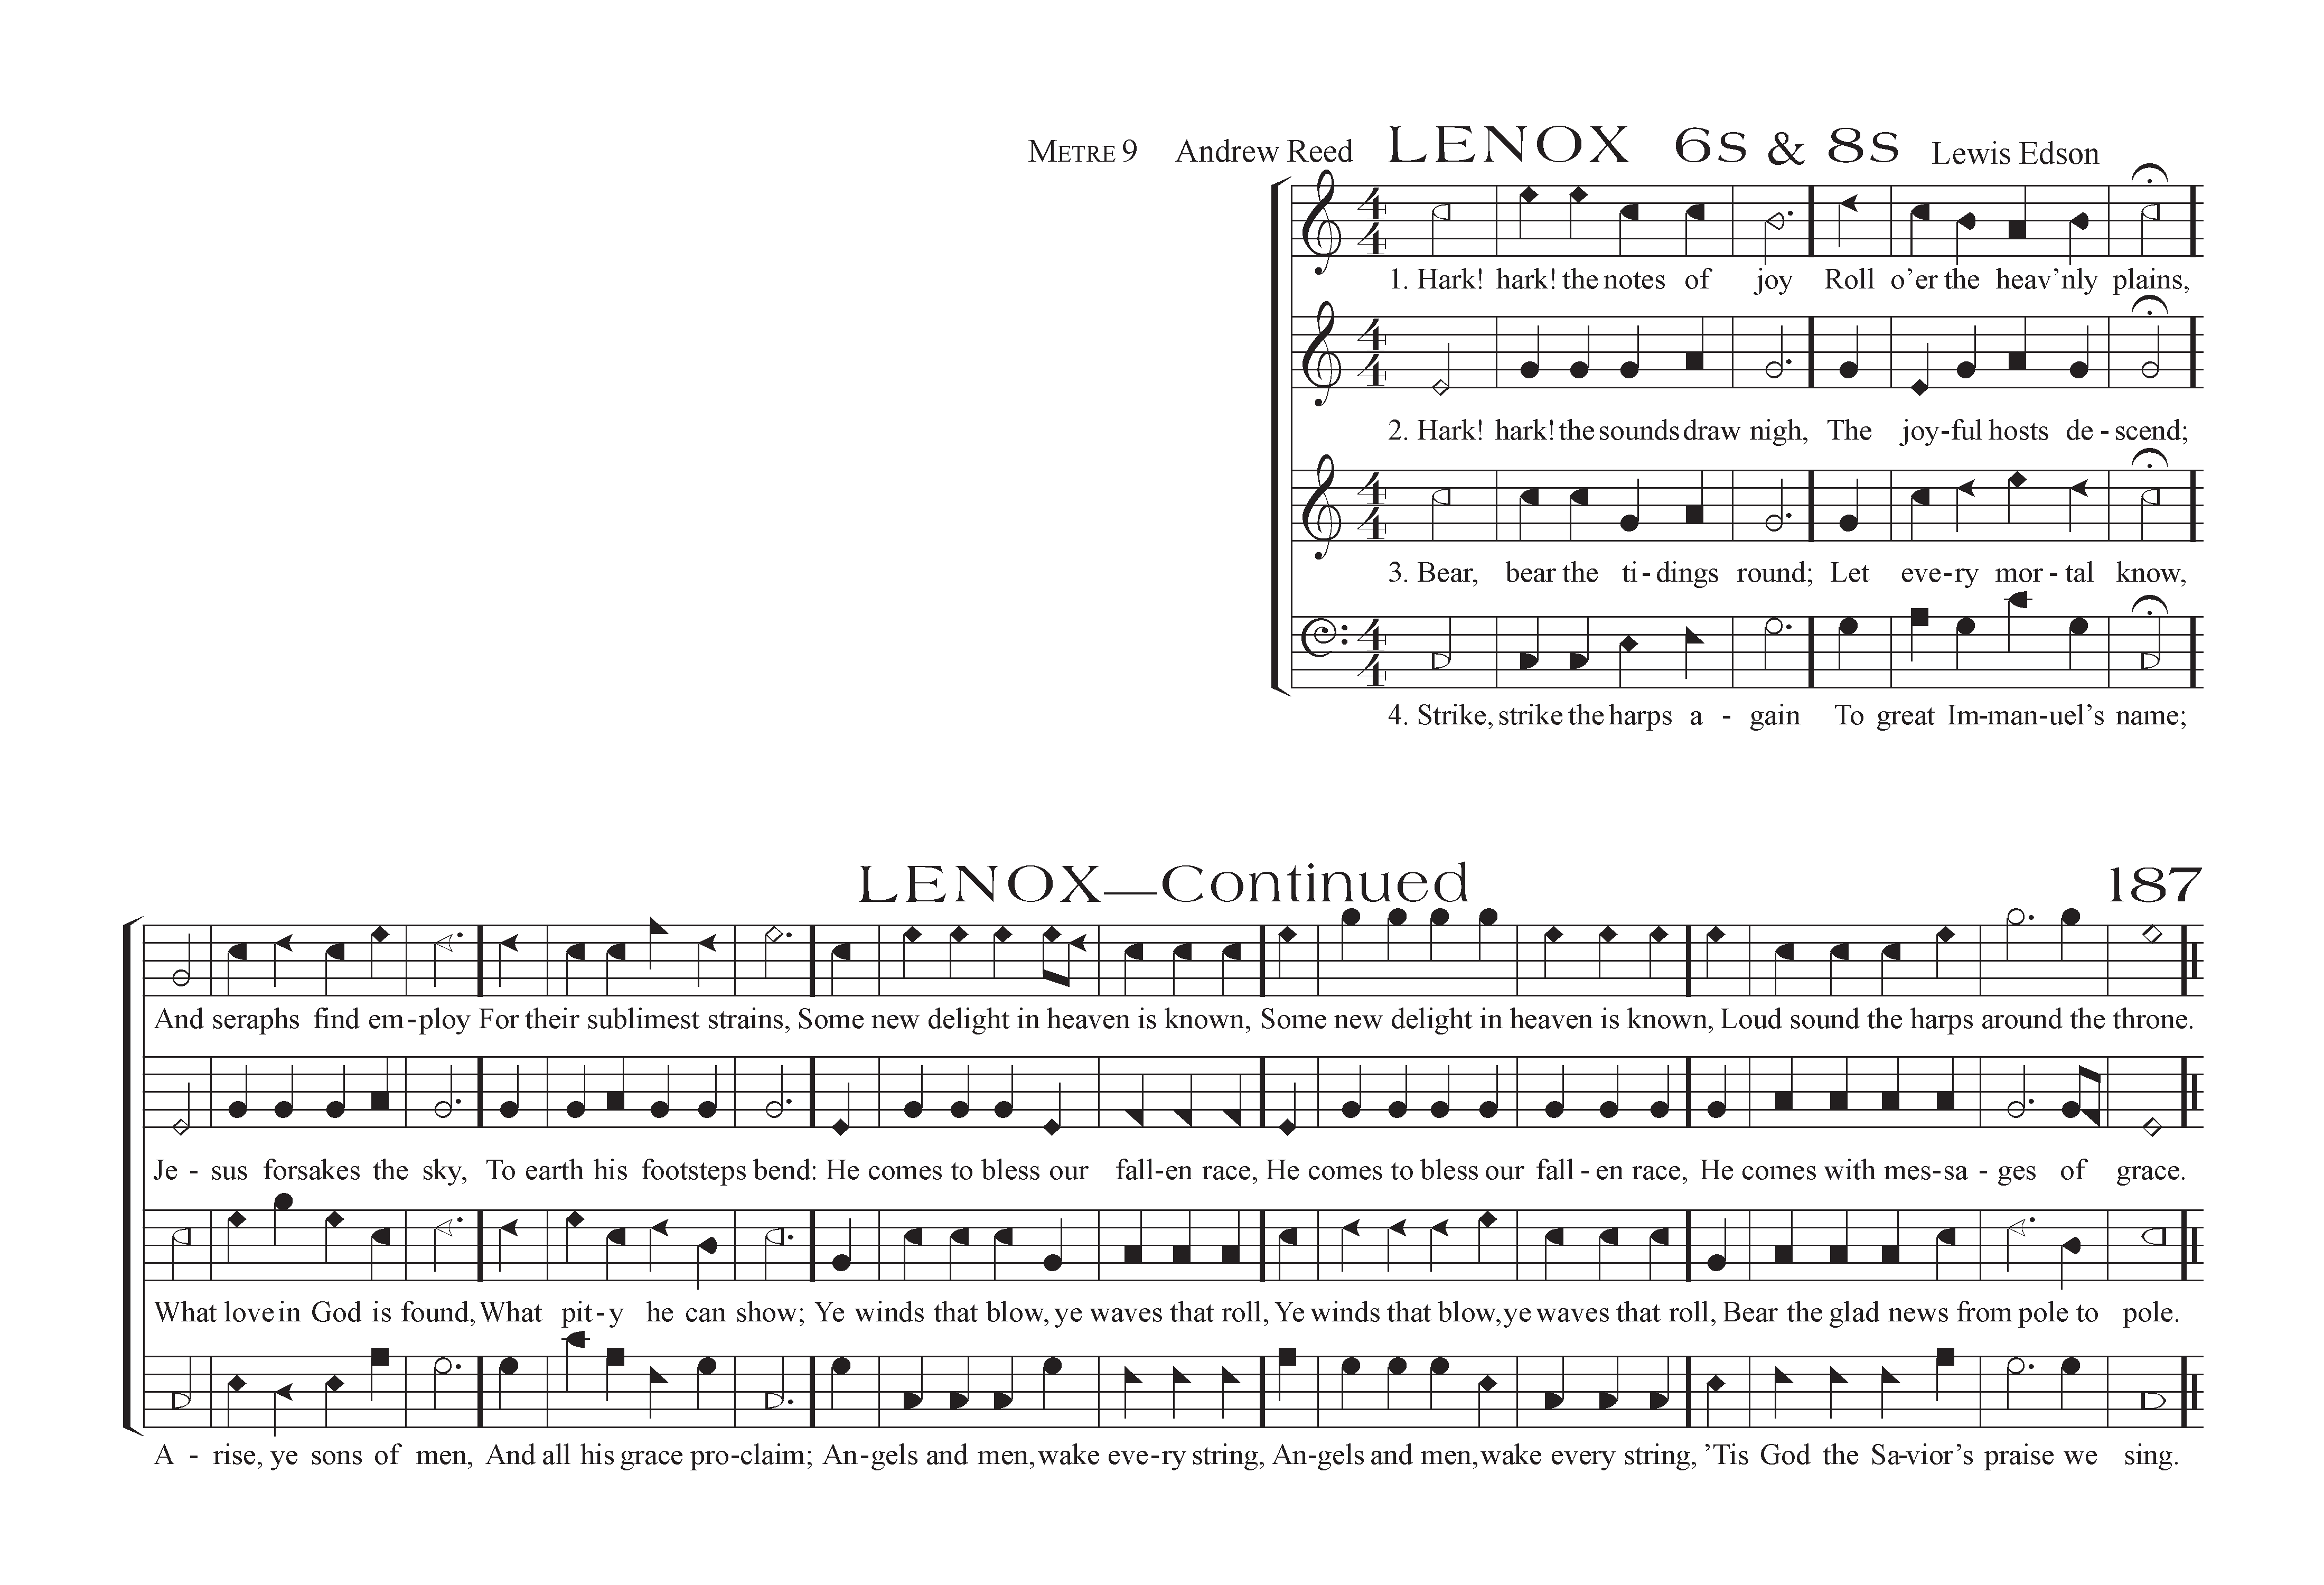 METRE 9 Andrew Reed LENOX 6s & 8s Lewis Edson
4 4
1. Hark! hark! the notes of joy Roll o’er the heav’nly plains,
4 4
2. Hark! hark! the sounds draw nigh, The joy-ful hosts de - scend;
4 4
3. Bear, bear the ti - dings round; Let eve-ry mor - tal know,
4 4
4. Strike, strike the harps a - gain To great Im-man-uel’s name;
LENOX—Continued 187
And seraphs find em-ploy For their sublimest strains, Some new delight in heaven is known, Some new delight in heaven is known, Loud sound the harps around the throne.
Je - sus forsakes the sky, To earth his footsteps bend: He comes to bless our fall-en race, He comes to bless our fall - en race, He comes with mes-sa - ges of grace.
What love in God is found, What pit-y he can show; Ye winds that blow, ye waves that roll, Ye winds that blow, ye waves that roll, Bear the glad news from pole to pole.
A - rise, ye sons of men, And all his grace pro-claim; An-gels and men, wake eve-ry string, An-gels and men, wake every string, ’Tis God the Sa-vior’s praise we sing.